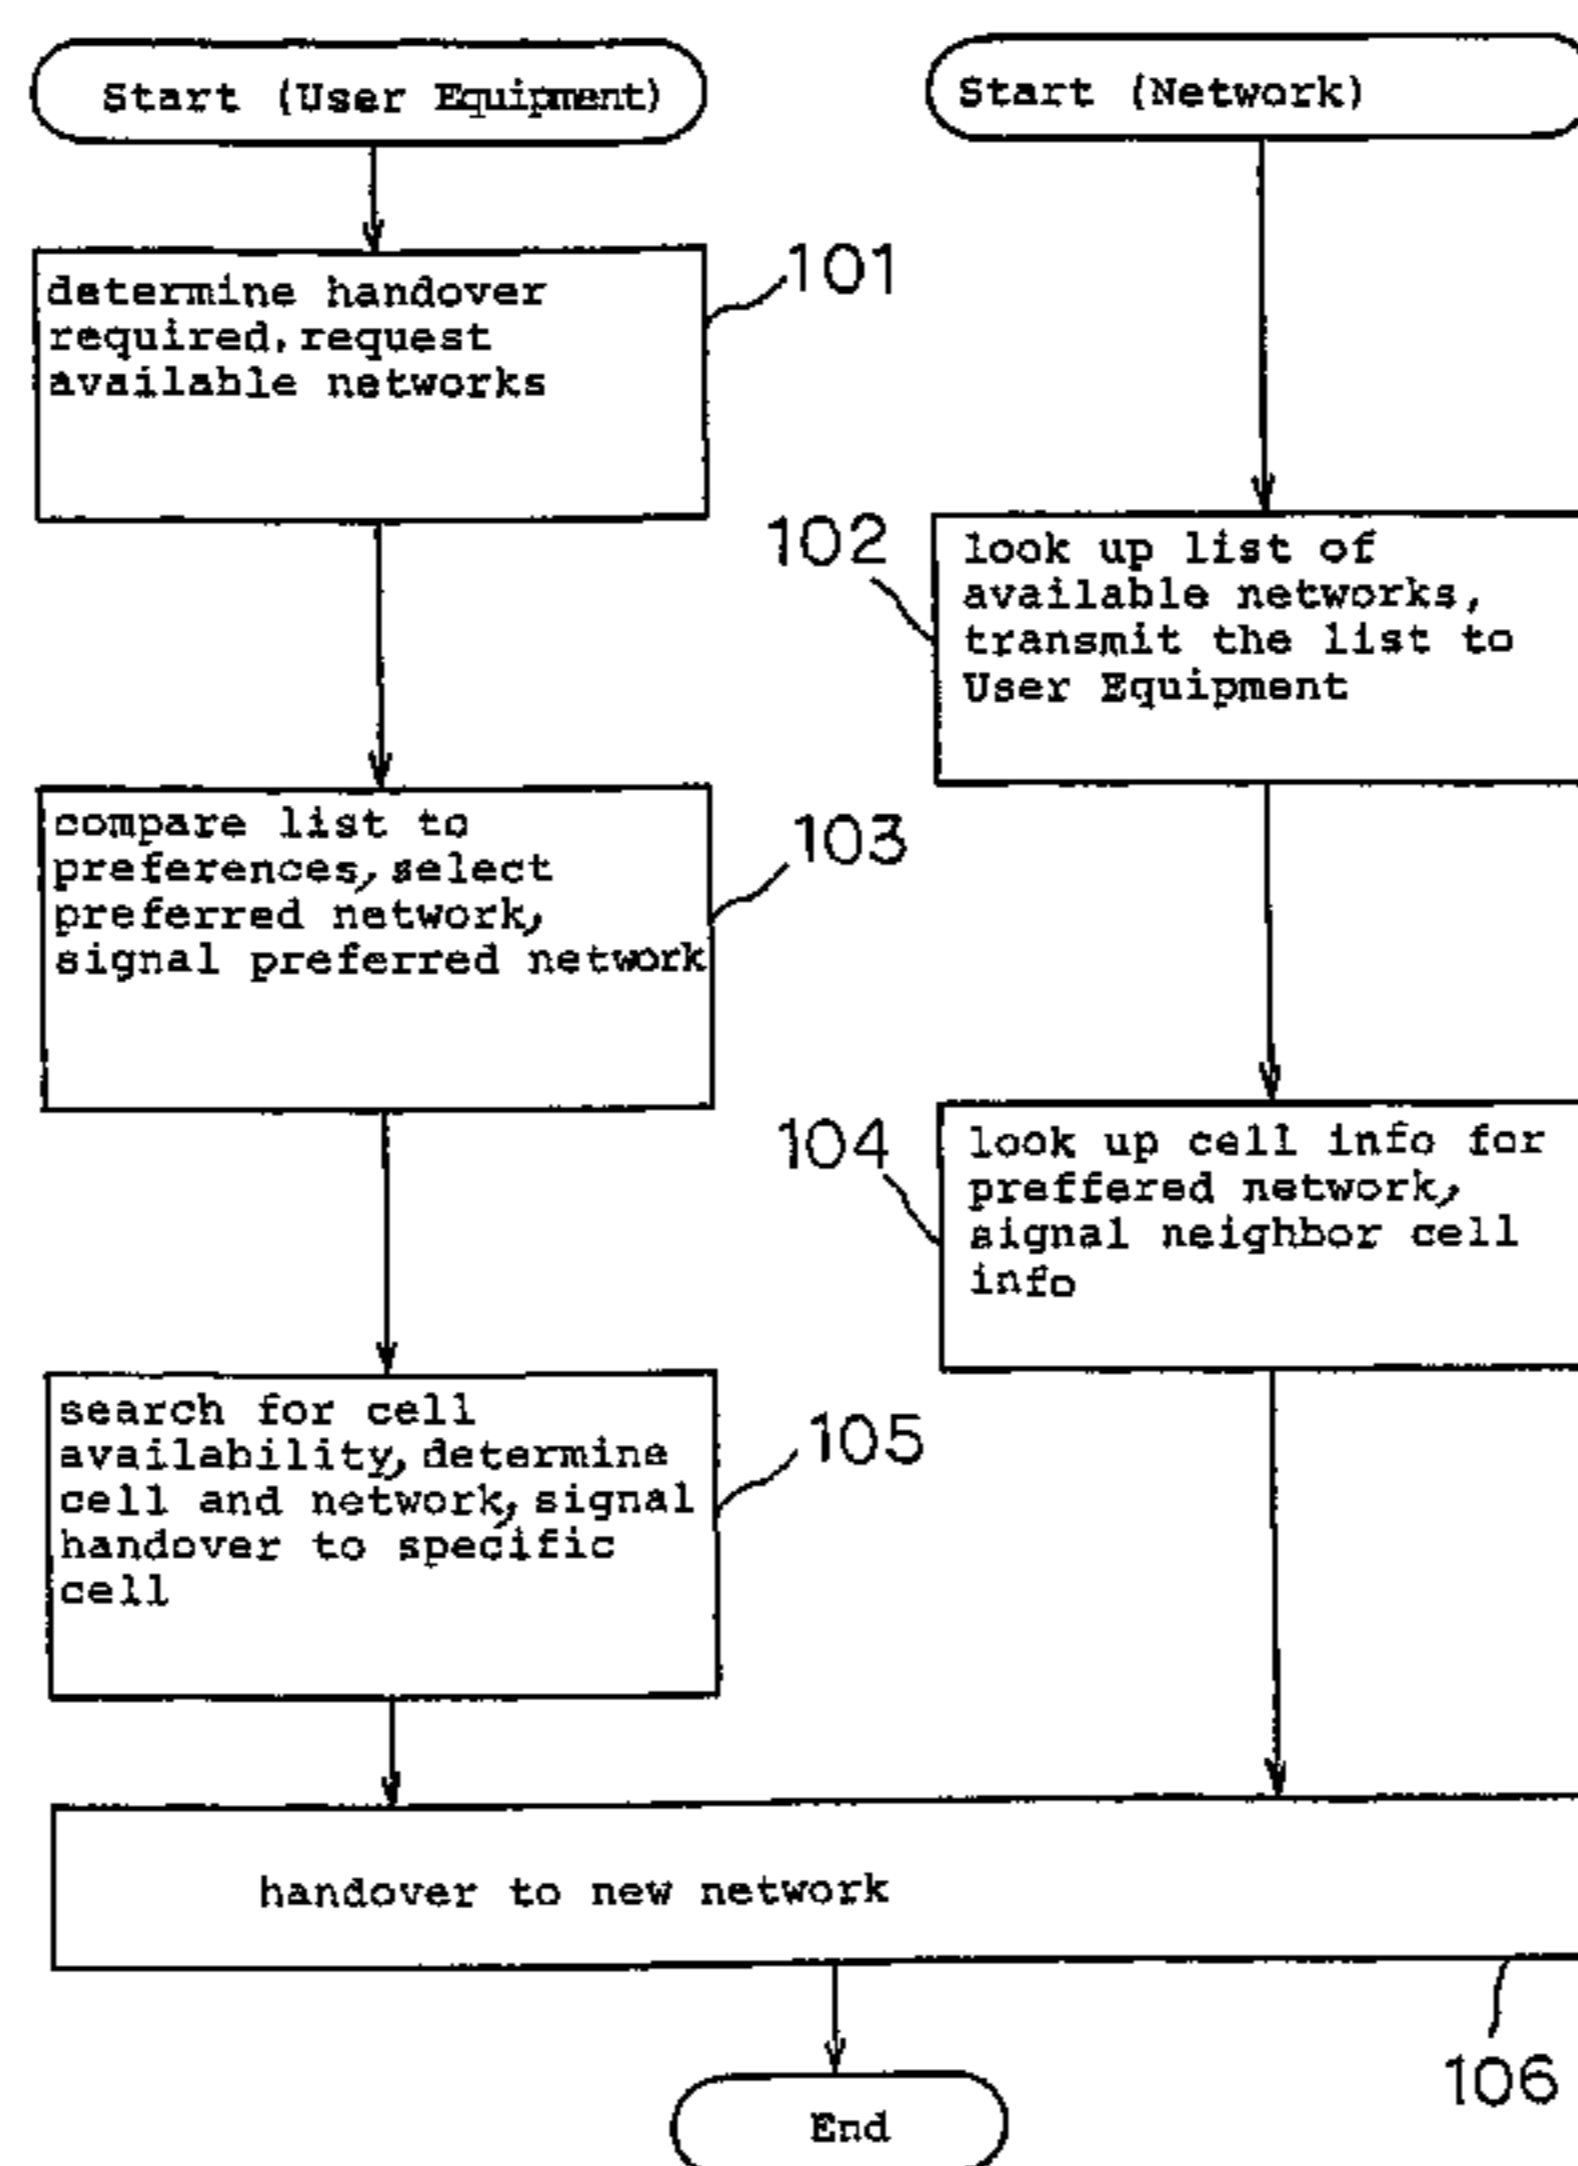 Start (User Equipment)
Start (Network)
determine handover
required, request
available networks
101
102
look up list of
available networks,
transmit the list to
User Equipment
compare list to
preferences, select
preferred network,
signal preferred network
103
104
look up cell info for
preffered network,
signal neighbor cell
info
search for cell
availability, determine
cell and network, signal
handover to specific
cell
105
handover to new network
106
End